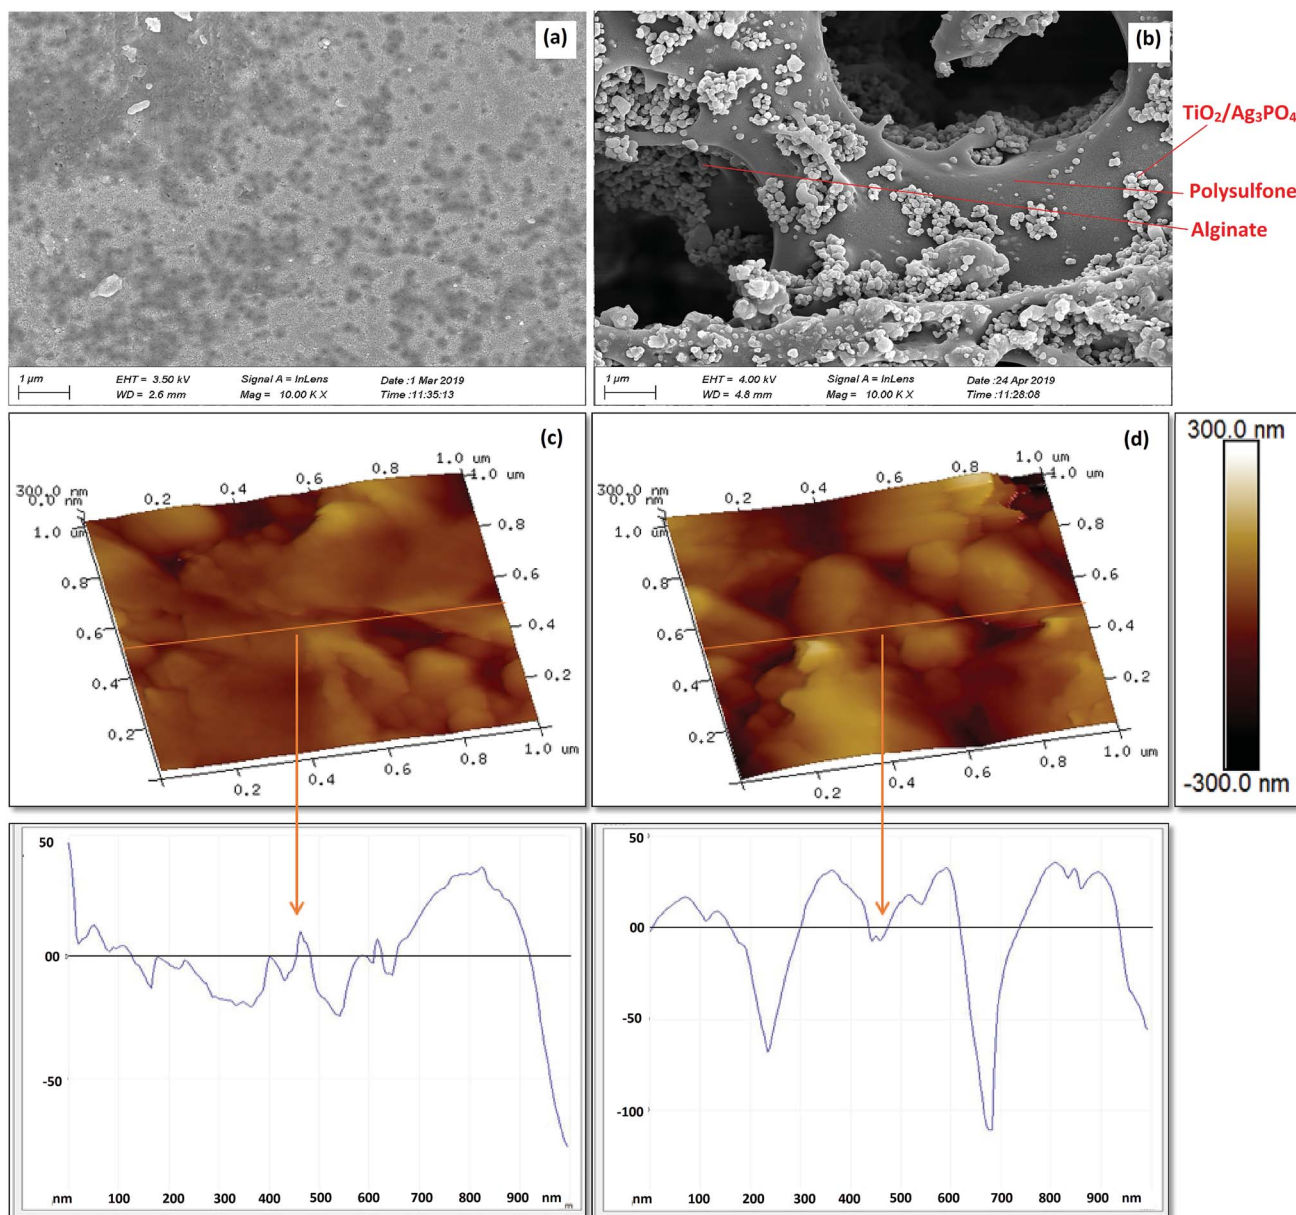 (a)
(b)
TiO₂/Ag₃PO₄
Polysulfone
Alginate
1 µm
EHT = 3.50 kV
Signal A = InLens
Date :1 Mar 2019
WD = 2.6 mm
Mag = 10.00 K X
Time :11:35:13
1 µm
EHT = 4.00 kV
Signal A = InLens
Date :24 Apr 2019
WD = 4.8 mm
Mag = 10.00 K X
Time :11:28:08
(c)
300.0 nm
0.0 nm
1.0 um
0.8
0.6
0.4
0.2
0.2
0.4
0.6
0.8
1.0 um
1.0
0.8
0.6
0.4
0.2
0.2
0.4
0.6
0.8
1.0 um
(d)
300.0 nm
0.0 nm
1.0 um
0.8
0.6
0.4
0.2
0.2
0.4
0.6
0.8
1.0 um
1.0
0.8
0.6
0.4
0.2
0.2
0.4
0.6
0.8
1.0 um
300.0 nm
-300.0 nm
50
00
-50
nm 100 200 300 400 500 600 700 800 900 nm
50
00
-50
-100
nm 100 200 300 400 500 600 700 800 900 nm